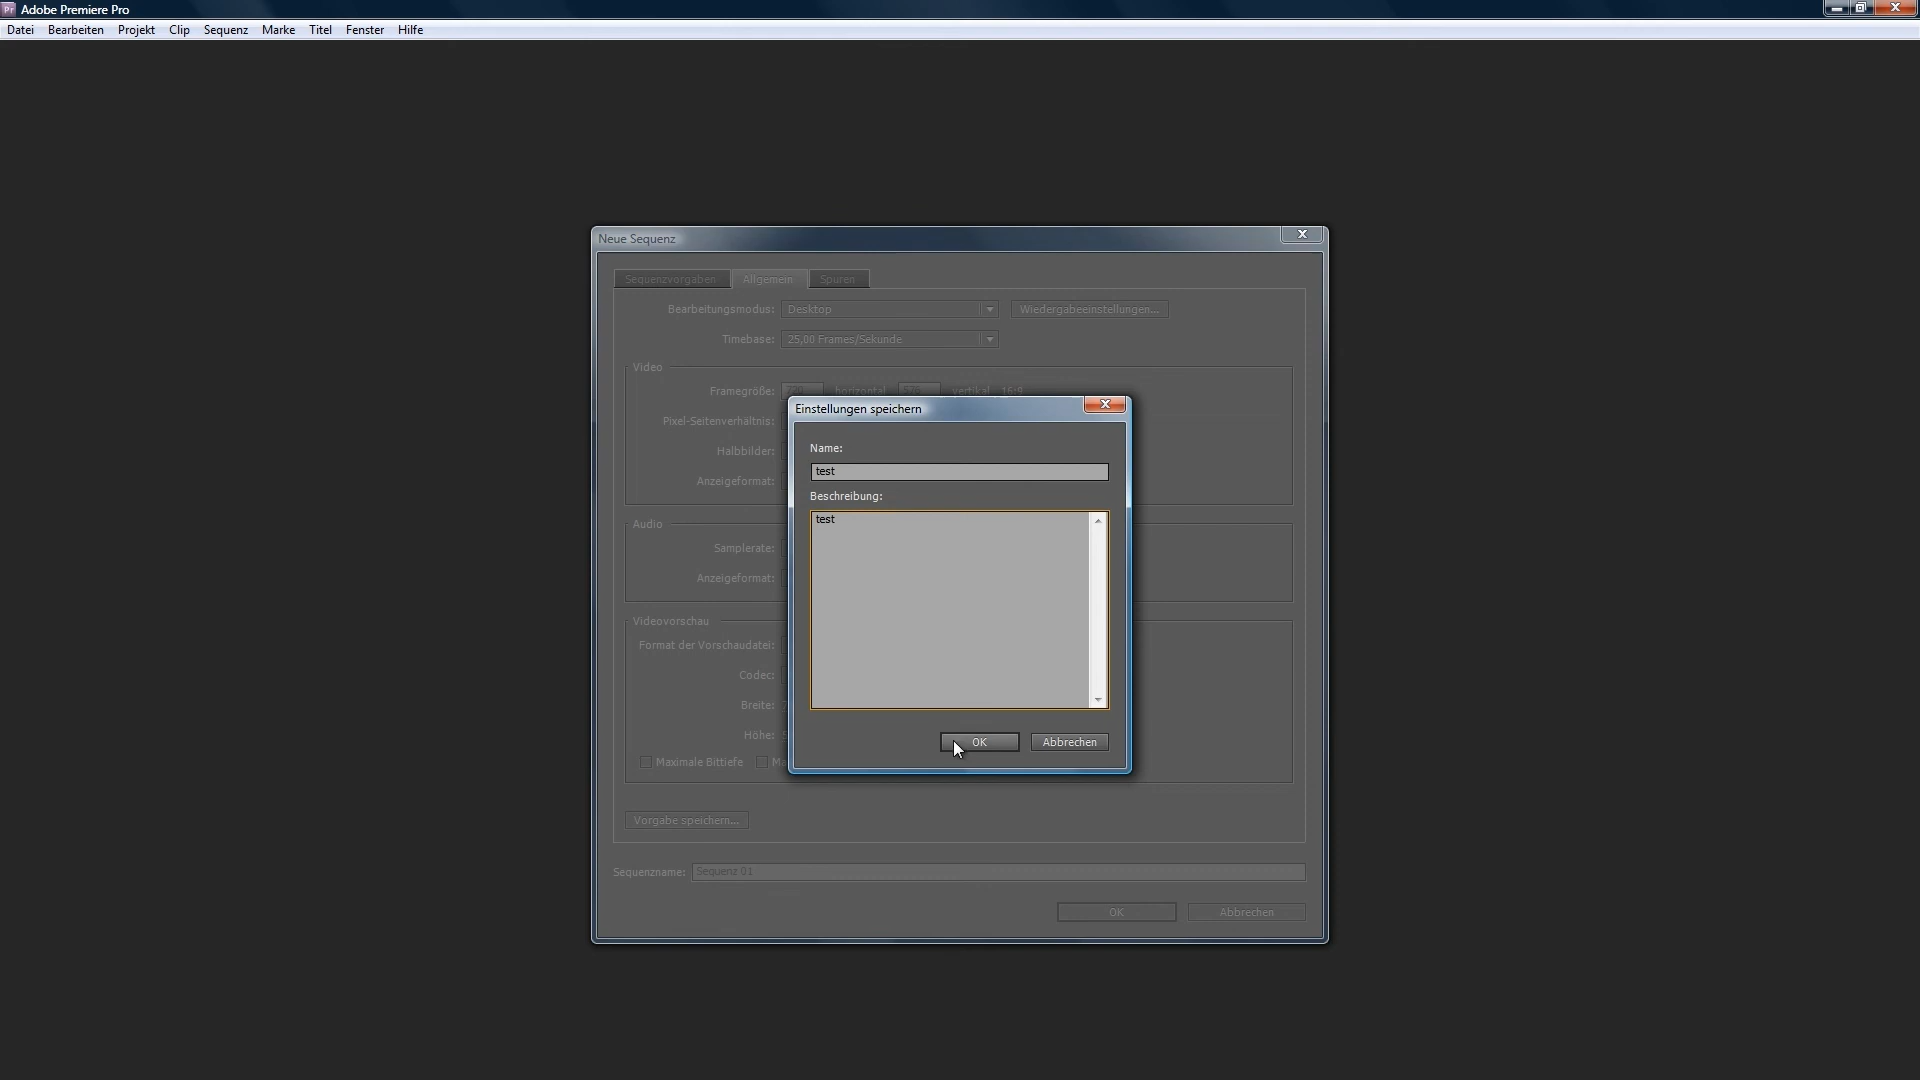 Pr Adobe Premiere Pro
Datei Bearbeiten Projekt Clip Sequenz Marke Titel Fenster Hilfe
Neue Sequenz
Sequenzvorgaben Allgemein Spuren
Bearbeitungsmodus: Desktop Wiedergabeeinstellungen...
Timebase: 25,00 Frames/Sekunde
Video
Framegröße: 720 horizontal 576 vertikal 16:9
Pixel-Seitenverhältnis:
Halbbilder:
Anzeigeformat:
Audio
Samplerate:
Anzeigeformat:
Videovorschau
Format der Vorschaudatei:
Codec:
Breite:
Höhe:
Maximale Bittiefe
Vorgabe speichern...
Sequenzname: Sequenz 01
OK Abbrechen
Einstellungen speichern
Name:
test
Beschreibung:
test
OK Abbrechen